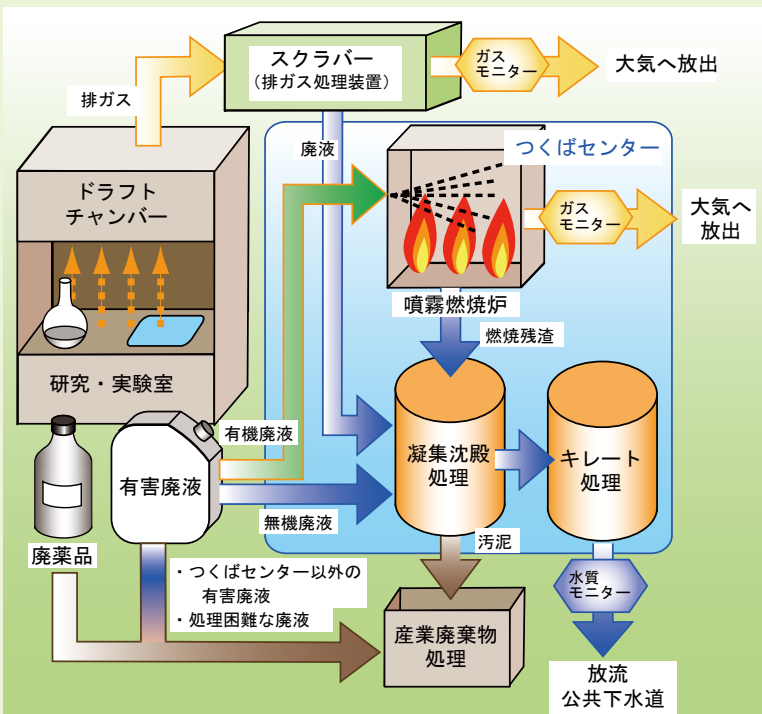 スクラバー
（排ガス処理装置）
ガス
モニター
大気へ放出
排ガス
廃液
つくばセンター
ドラフト
チャンバー
ガス
モニター
大気へ
放出
噴霧燃焼炉
燃焼残渣
研究・実験室
有機廃液
凝集沈殿
処理
キレート
処理
有害廃液
無機廃液
廃薬品
汚泥
・つくばセンター以外の
有害廃液
・処理困難な廃液
水質
モニター
産業廃棄物
処理
放流
公共下水道